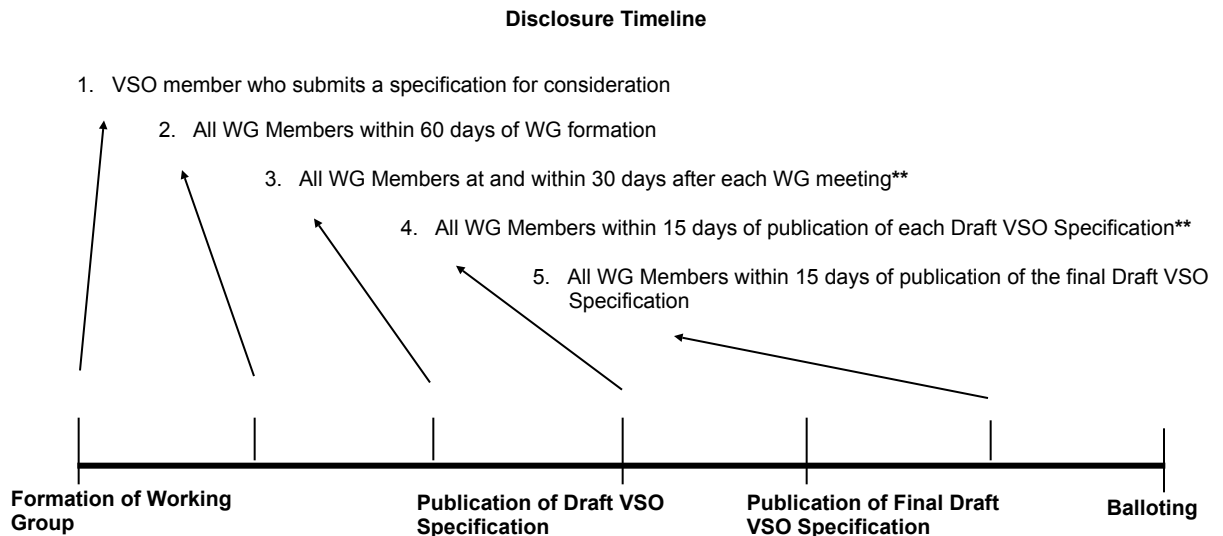 Disclosure Timeline
1. VSO member who submits a specification for consideration
2. All WG Members within 60 days of WG formation
3. All WG Members at and within 30 days after each WG meeting**
4. All WG Members within 15 days of publication of each Draft VSO Specification**
5. All WG Members within 15 days of publication of the final Draft VSO
Specification
Formation of Working
Group
Publication of Draft VSO
Specification
Publication of Final Draft
VSO Specification
Balloting